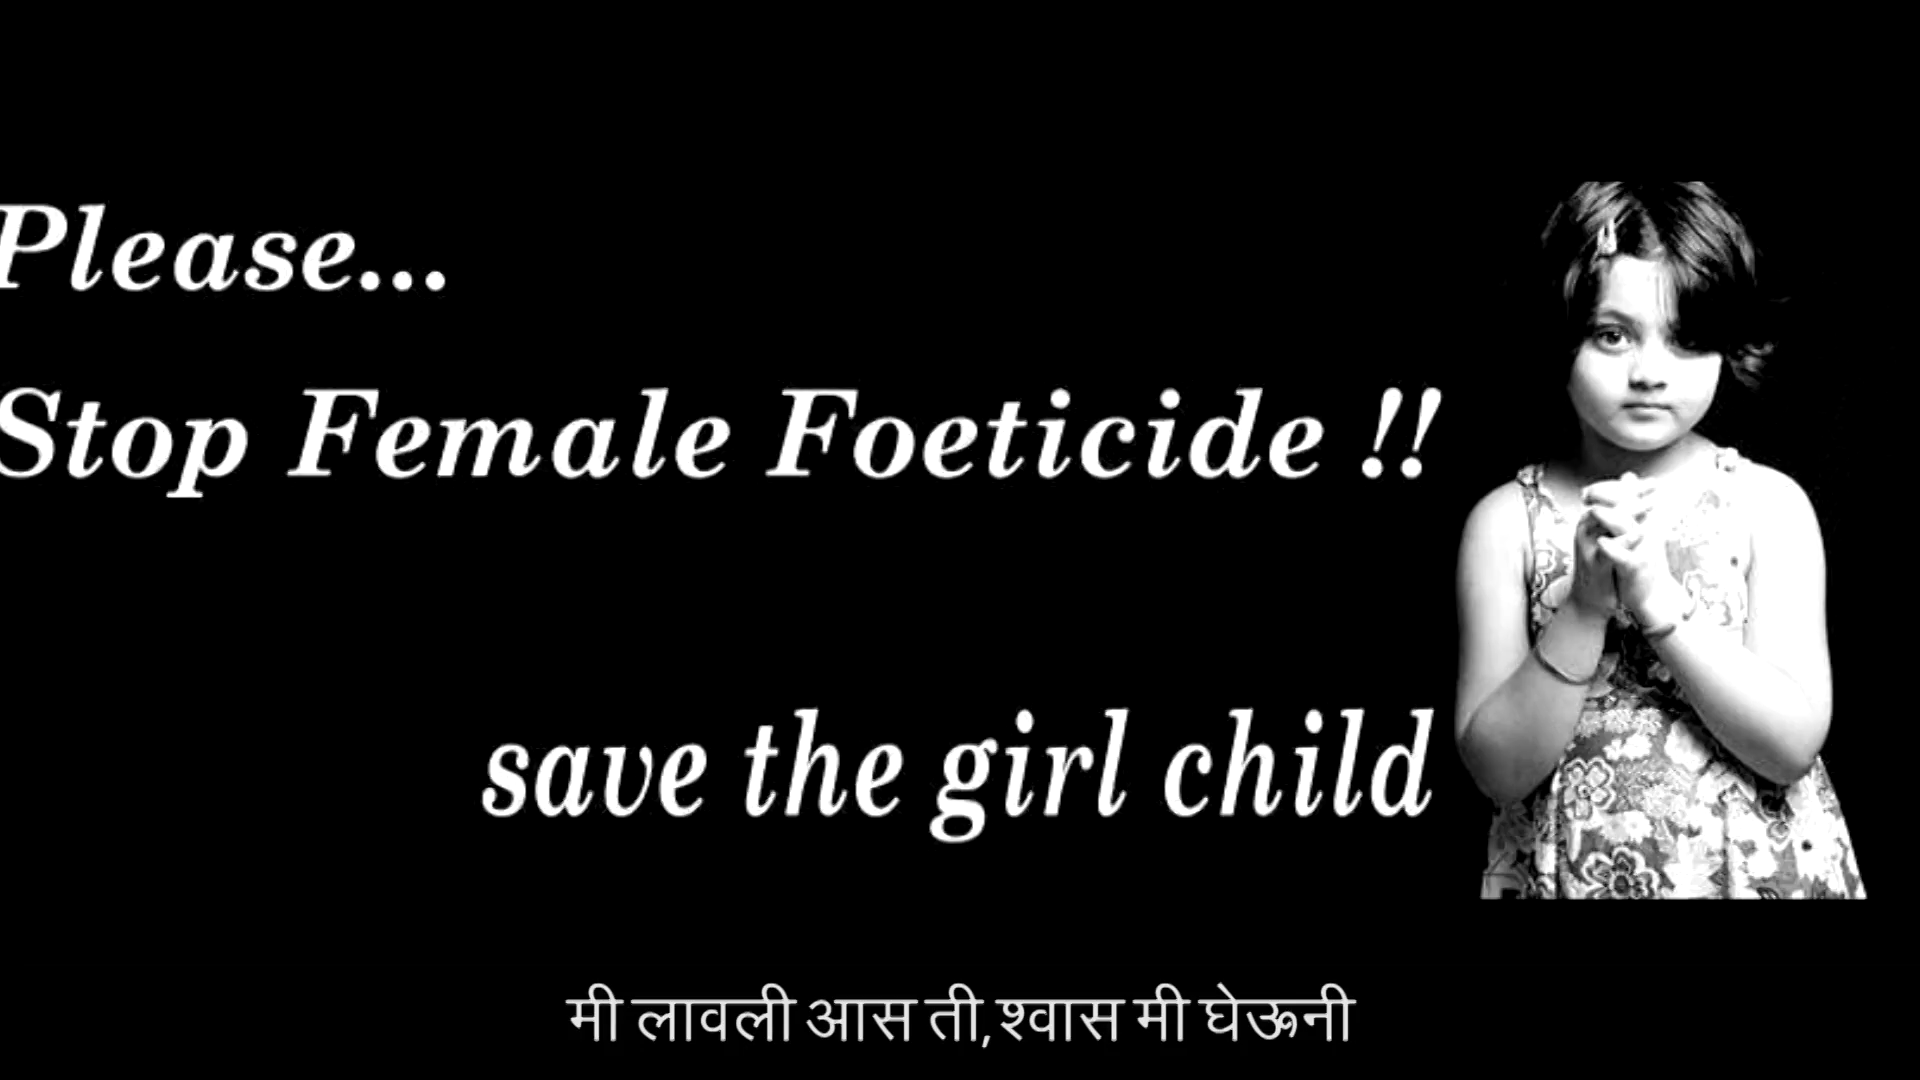 Please...
Stop Female Foeticide !!
save the girl child
मी लावली आस ती,श्वास मी घेऊनी